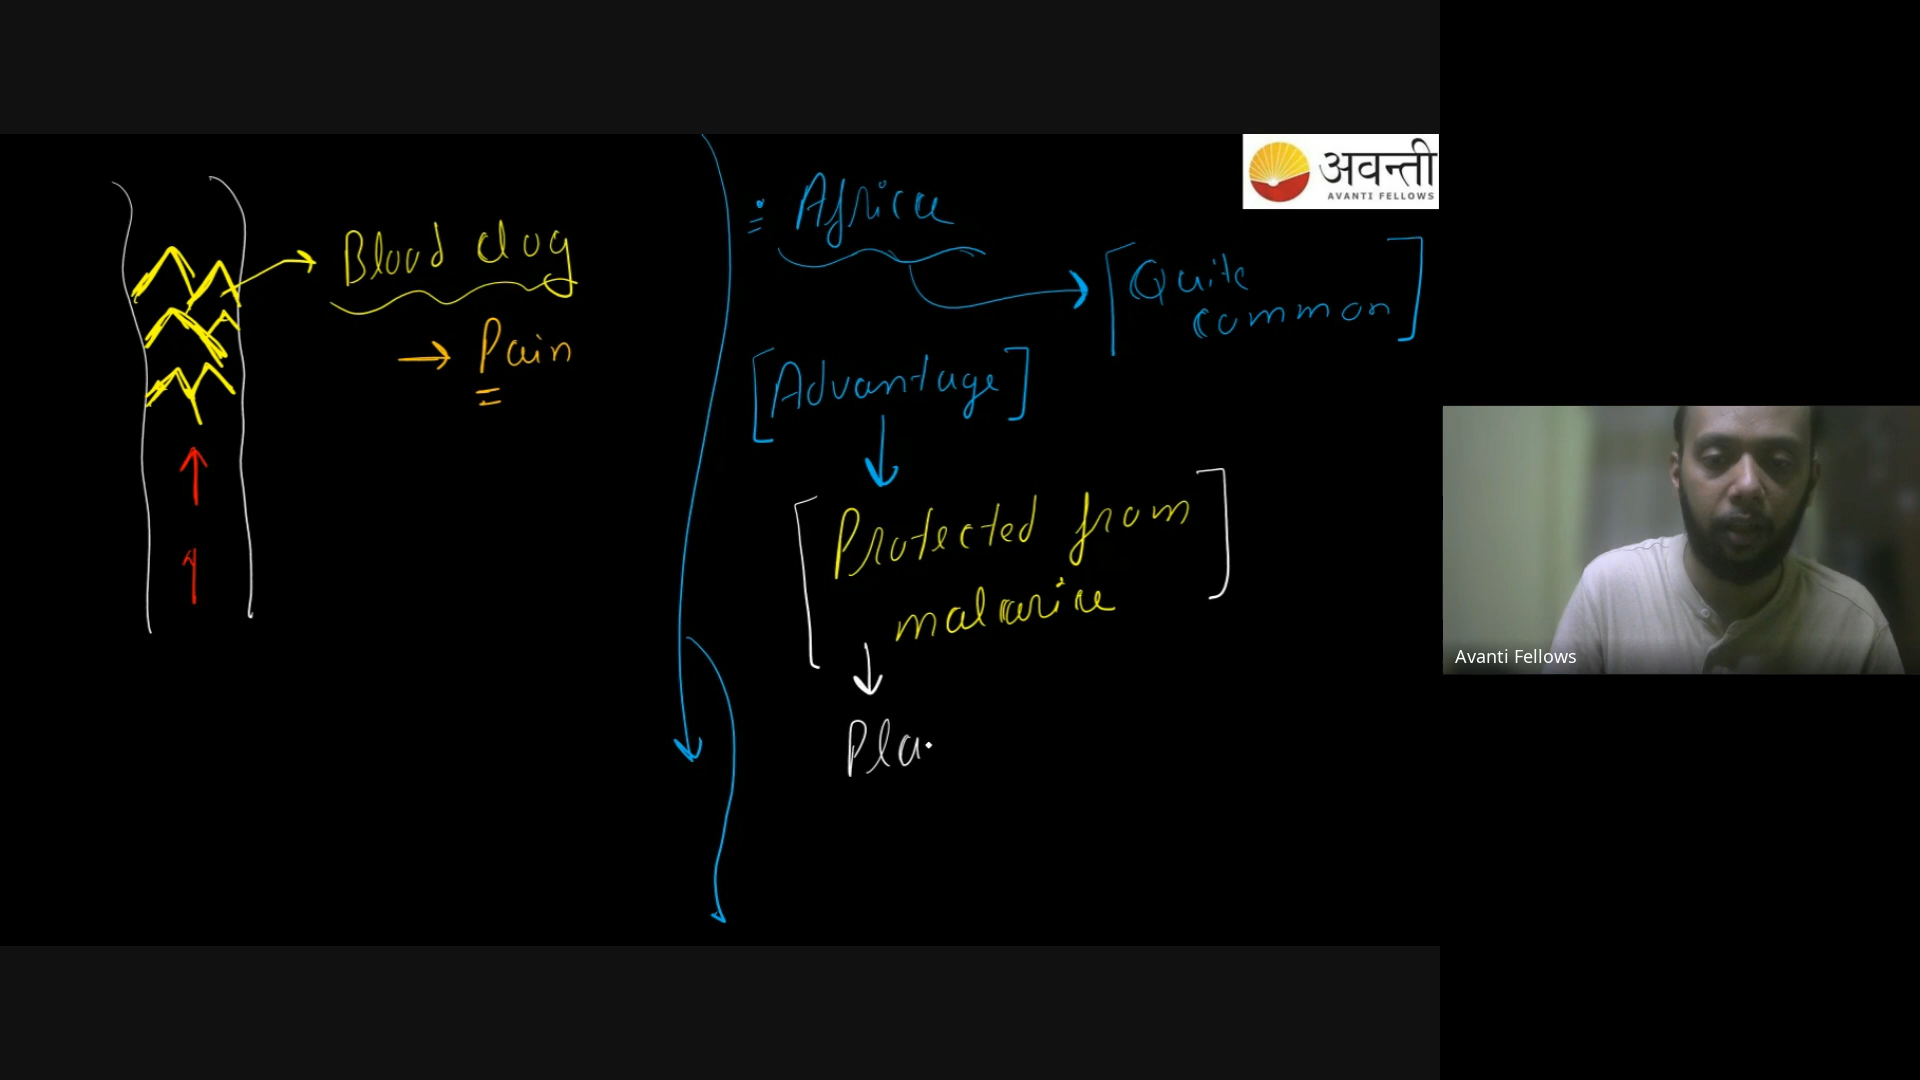 Blood clog
→ Pain
Africa
[Quite
common]
[Advantage]
[Protected from
malaria]
Pla
अवन्ती
AVANTI FELLOWS
Avanti Fellows